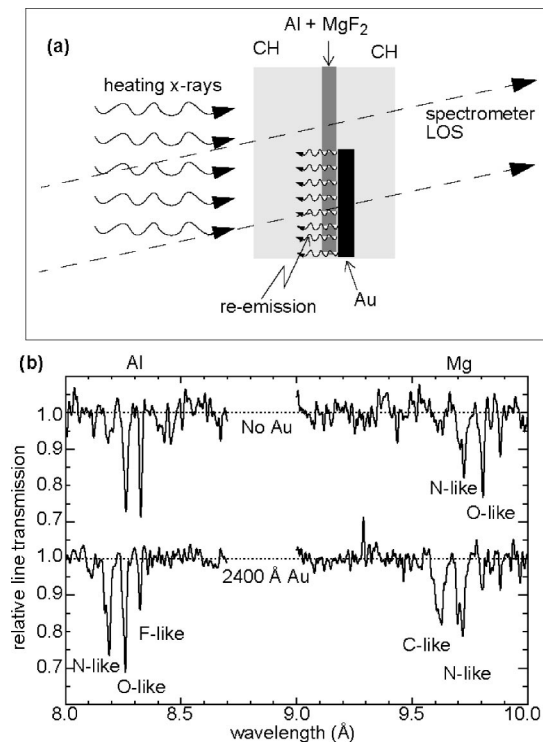 (a)
Al + MgF₂
CH
CH
heating x-rays
spectrometer
LOS
re-emission
Au
(b)
Al
Mg
relative line transmission
1.0
0.9
0.8
0.7
No Au
N-like
O-like
1.0
0.9
0.8
0.7
2400 Å Au
F-like
N-like
O-like
C-like
N-like
8.0
8.5
9.0
9.5
10.0
wavelength (Å)